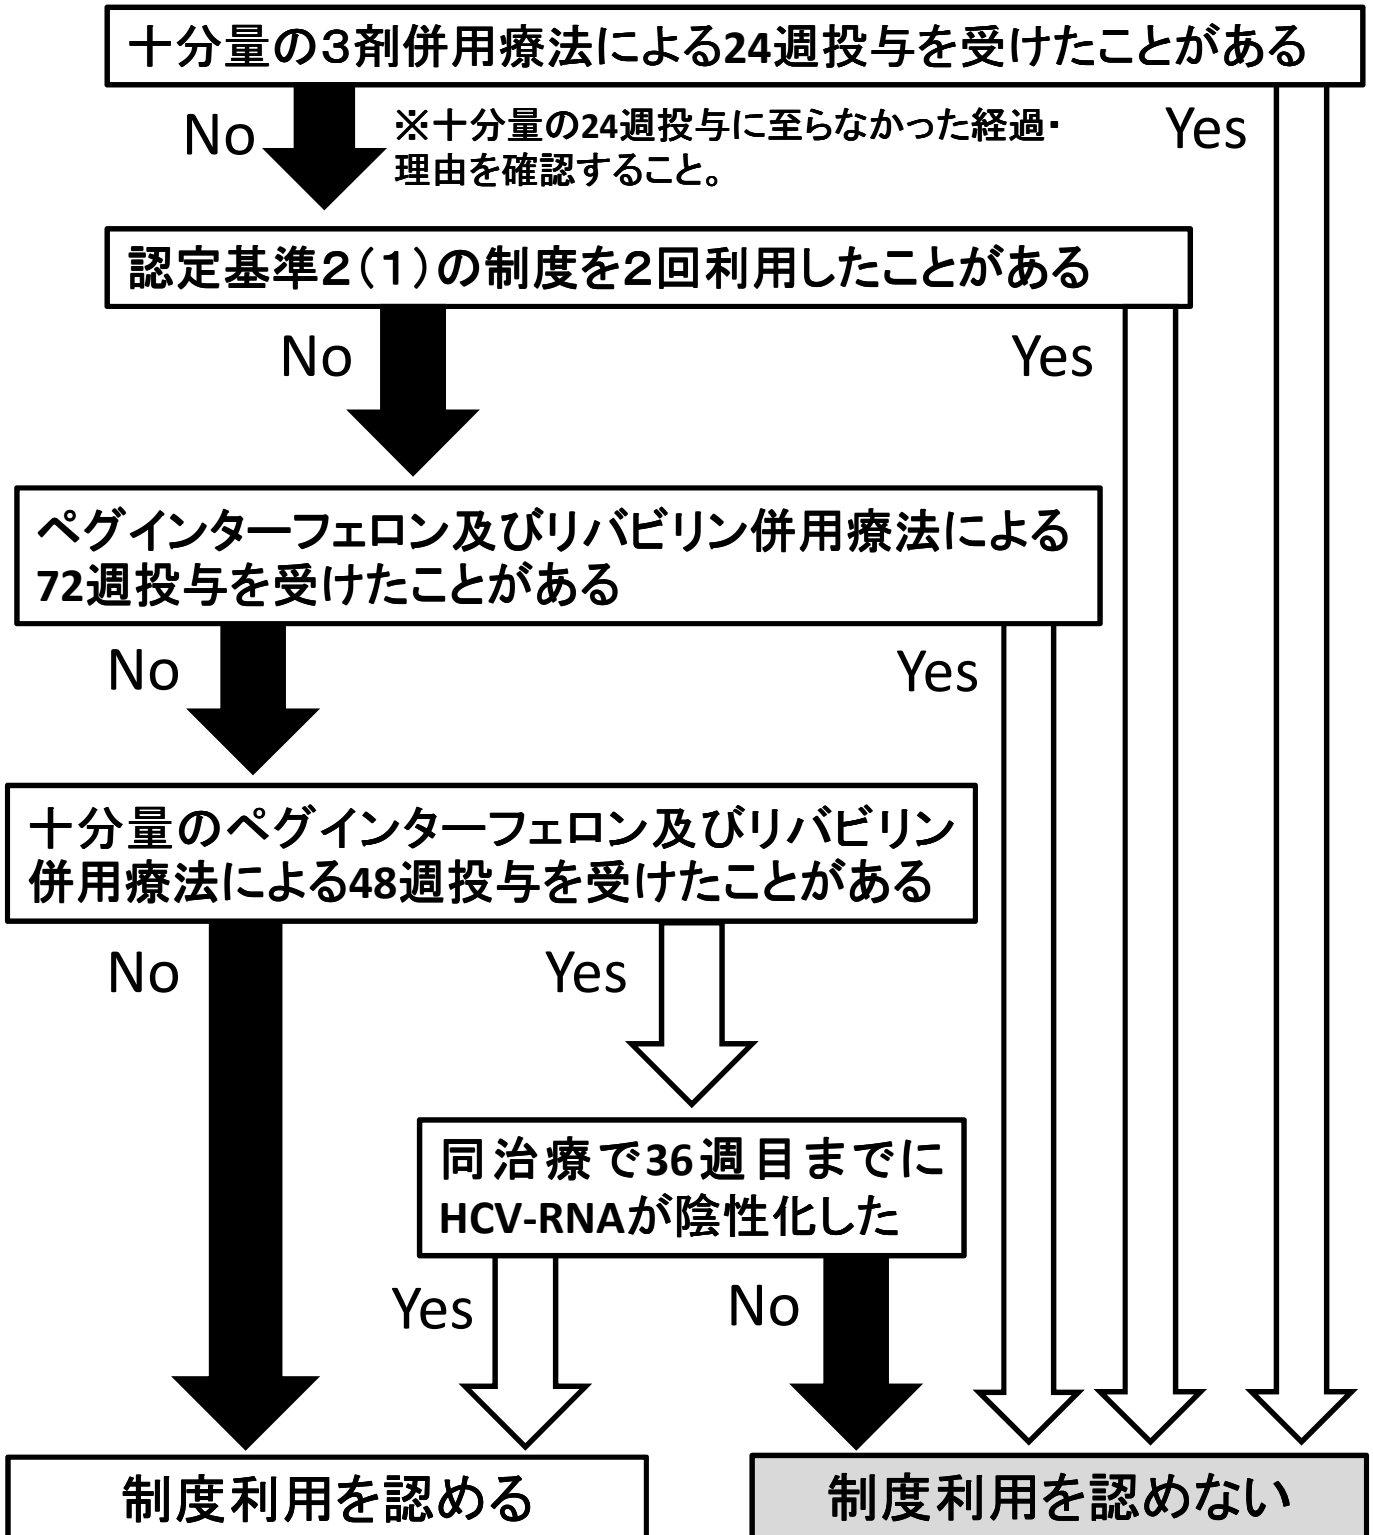 十分量の３剤併用療法による24週投与を受けたことがある
No
※十分量の24週投与に至らなかった経過・
理由を確認すること。
Yes
認定基準２（１）の制度を２回利用したことがある
No
Yes
ペグインターフェロン及びリバビリン併用療法による
72週投与を受けたことがある
No
Yes
十分量のペグインターフェロン及びリバビリン
併用療法による48週投与を受けたことがある
No
Yes
同治療で36週目までに
HCV-RNAが陰性化した
Yes
No
制度利用を認める
制度利用を認めない